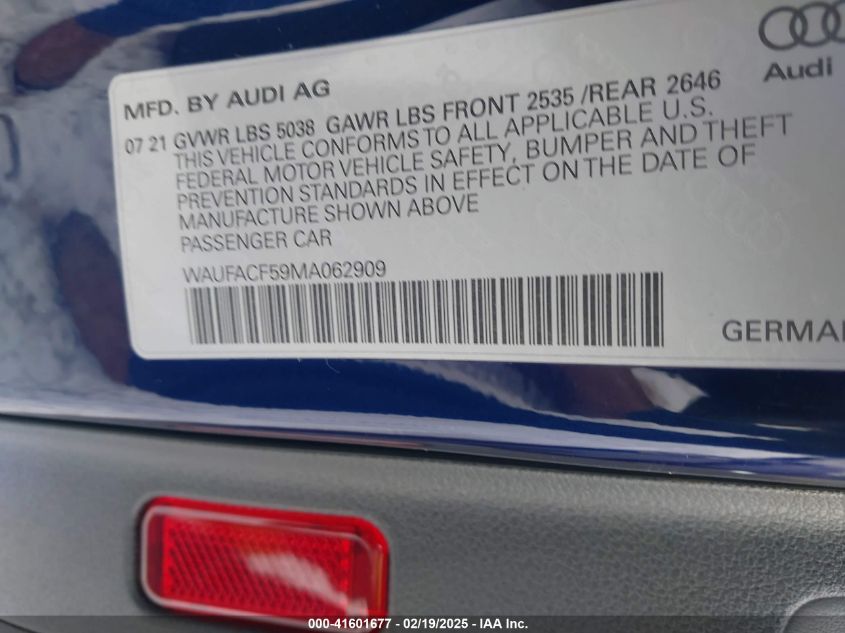 Audi
MFD. BY AUDI AG
07 21 GVWR LBS 5038 GAWR LBS FRONT 2535 /REAR 2646
THIS VEHICLE CONFORMS TO ALL APPLICABLE U.S.
FEDERAL MOTOR VEHICLE SAFETY, BUMPER AND THEFT
PREVENTION STANDARDS IN EFFECT ON THE DATE OF
MANUFACTURE SHOWN ABOVE
PASSENGER CAR
WAUFACF59MA062909
GERMA
000-41601677 - 02/19/2025 - IAA Inc.